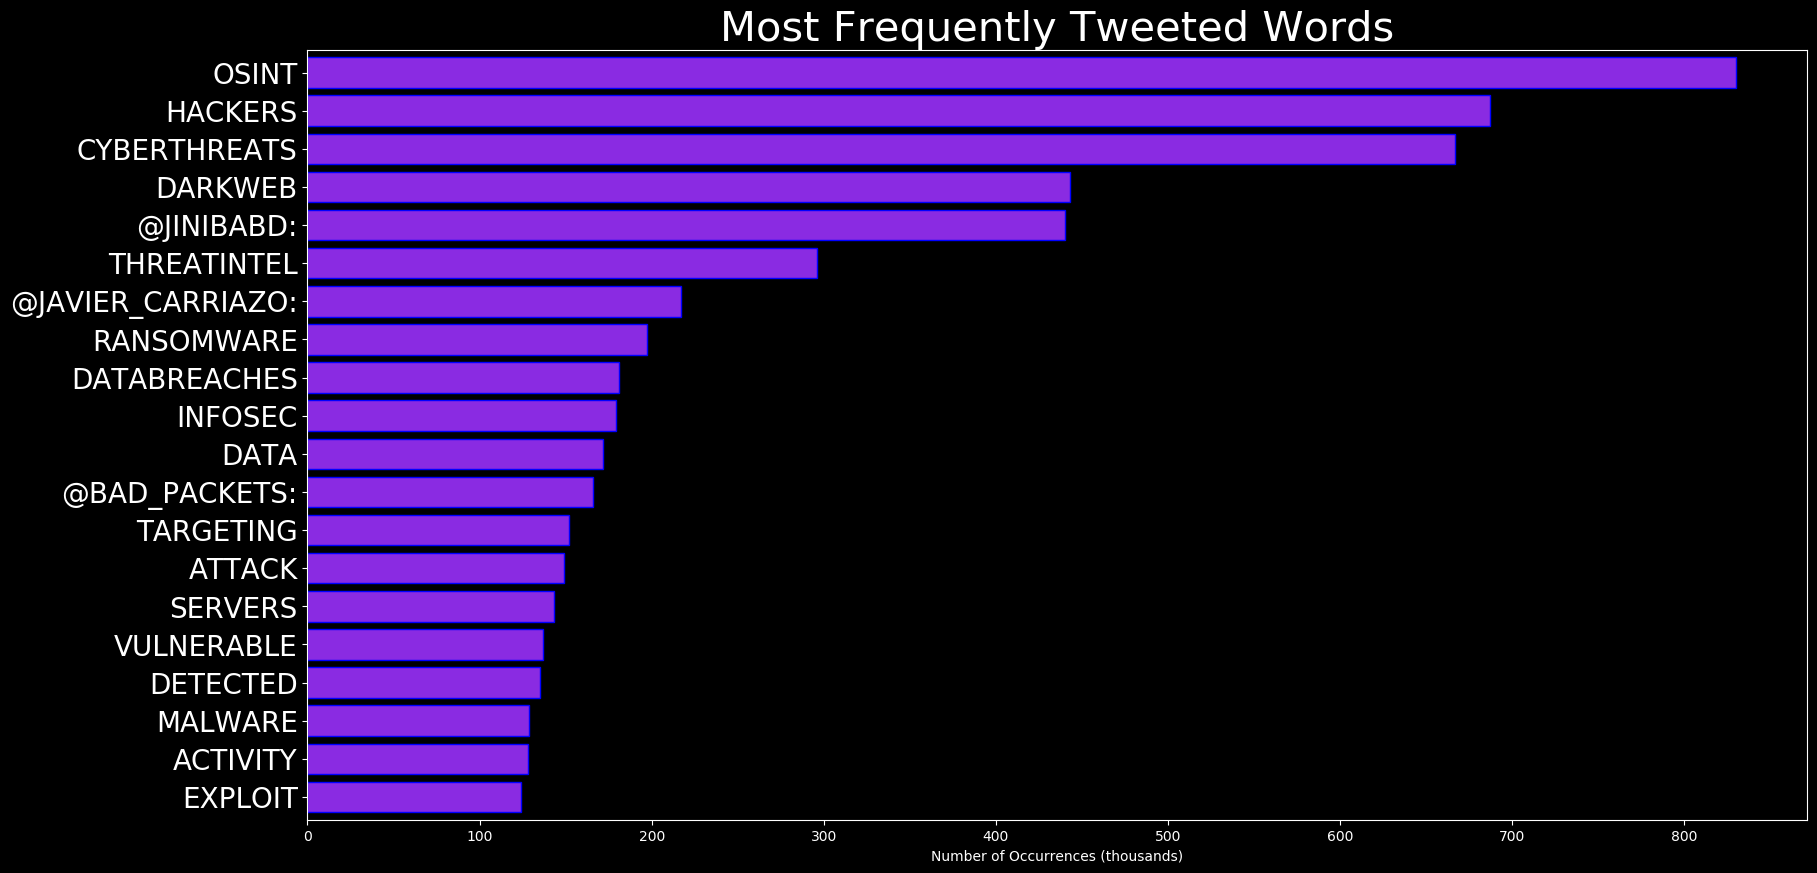 Most Frequently Tweeted Words
OSINT
HACKERS
CYBERTHREATS
DARKWEB
@JINIBABD:
THREATINTEL
@JAVIER_CARRIAZO:
RANSOMWARE
DATABREACHES
INFOSEC
DATA
@BAD_PACKETS:
TARGETING
ATTACK
SERVERS
VULNERABLE
DETECTED
MALWARE
ACTIVITY
EXPLOIT
0 100 200 300 400 500 600 700 800
Number of Occurrences (thousands)